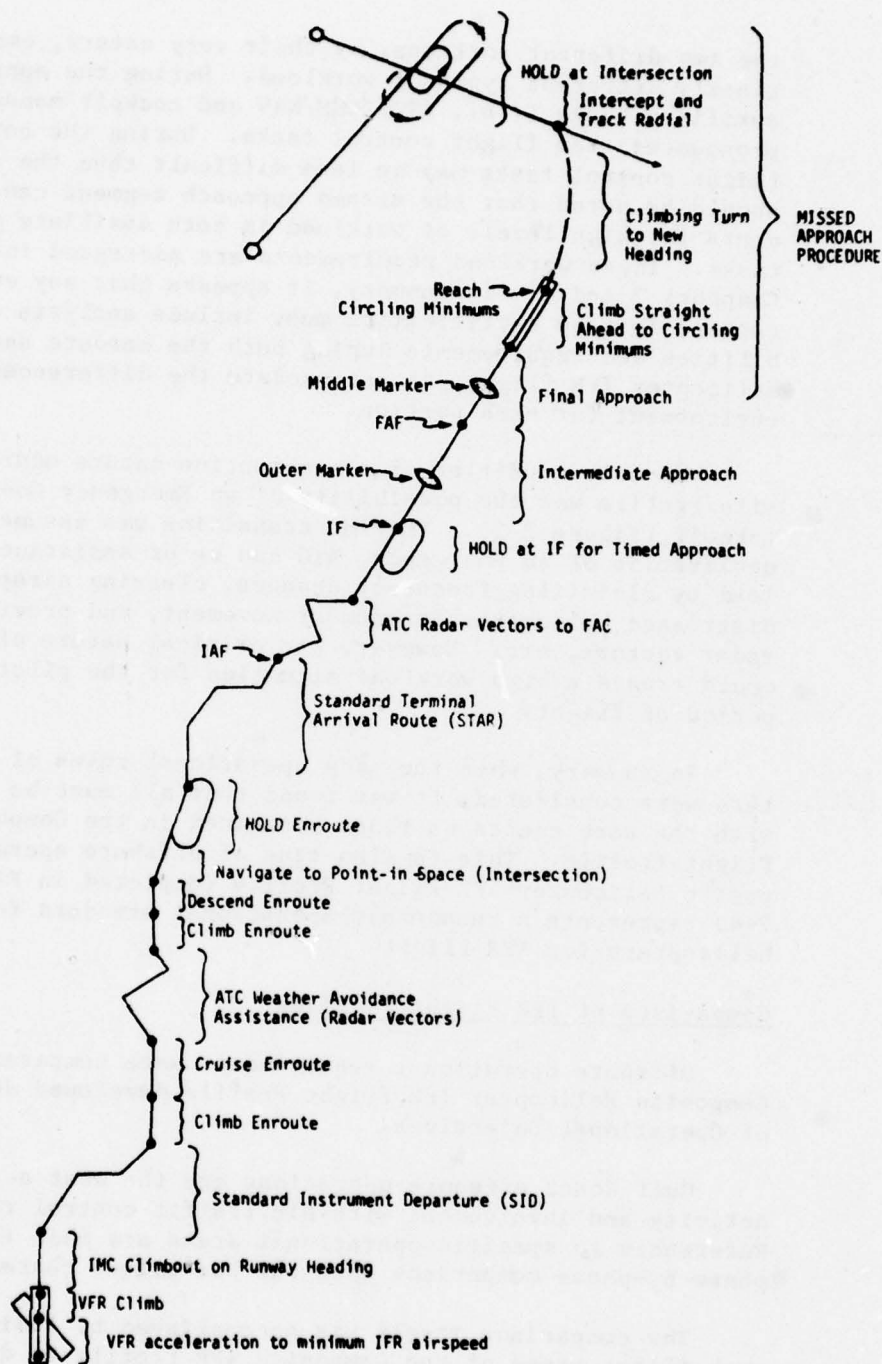 HOLD at Intersection
Intercept and
Track Radial
Climbing Turn
to New
Heading
MISSED
APPROACH
PROCEDURE
Reach
Circling Minimums
Climb Straight
Ahead to Circling
Minimums
Middle Marker
Final Approach
FAF
Outer Marker
Intermediate Approach
IF
HOLD at IF for Timed Approach
ATC Radar Vectors to FAC
IAF
Standard Terminal
Arrival Route (STAR)
HOLD Enroute
Navigate to Point-in-Space (Intersection)
Descend Enroute
Climb Enroute
ATC Weather Avoidance
Assistance (Radar Vectors)
Cruise Enroute
Climb Enroute
Standard Instrument Departure (SID)
IMC Climbout on Runway Heading
VFR Climb
VFR acceleration to minimum IFR airspeed